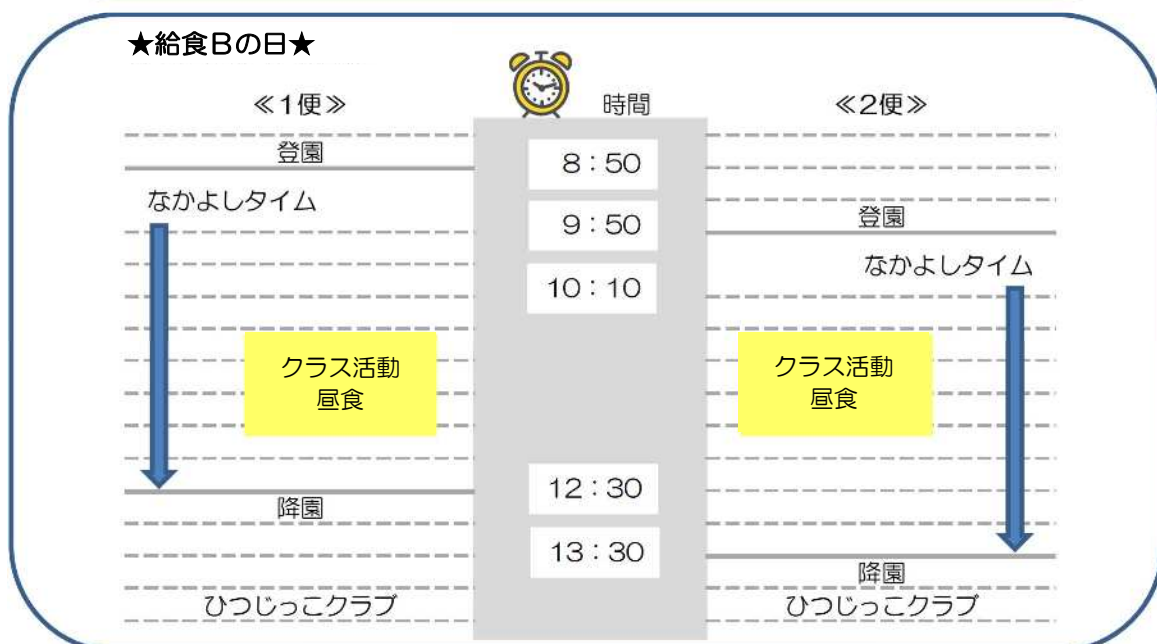 ★給食Bの日★
≪1便≫
時間
≪2便≫
登園
8：50
なかよしタイム
9：50
登園
10：10
なかよしタイム
クラス活動
昼食
クラス活動
昼食
12：30
降園
13：30
降園
ひつじっこクラブ
ひつじっこクラブ